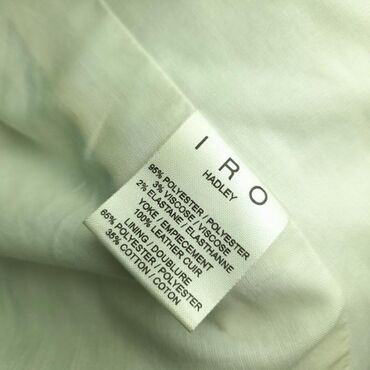 IRO
HADLEY
95% POLYESTER / POLYESTER
3% VISCOSE / VISCOSE
2% ELASTANE / ELASTHANNE
YOKE / EMPIECEMENT
100% LEATHER CUIR
LINING / DOUBLURE
65% POLYESTER / POLYESTER
35% COTTON / COTON